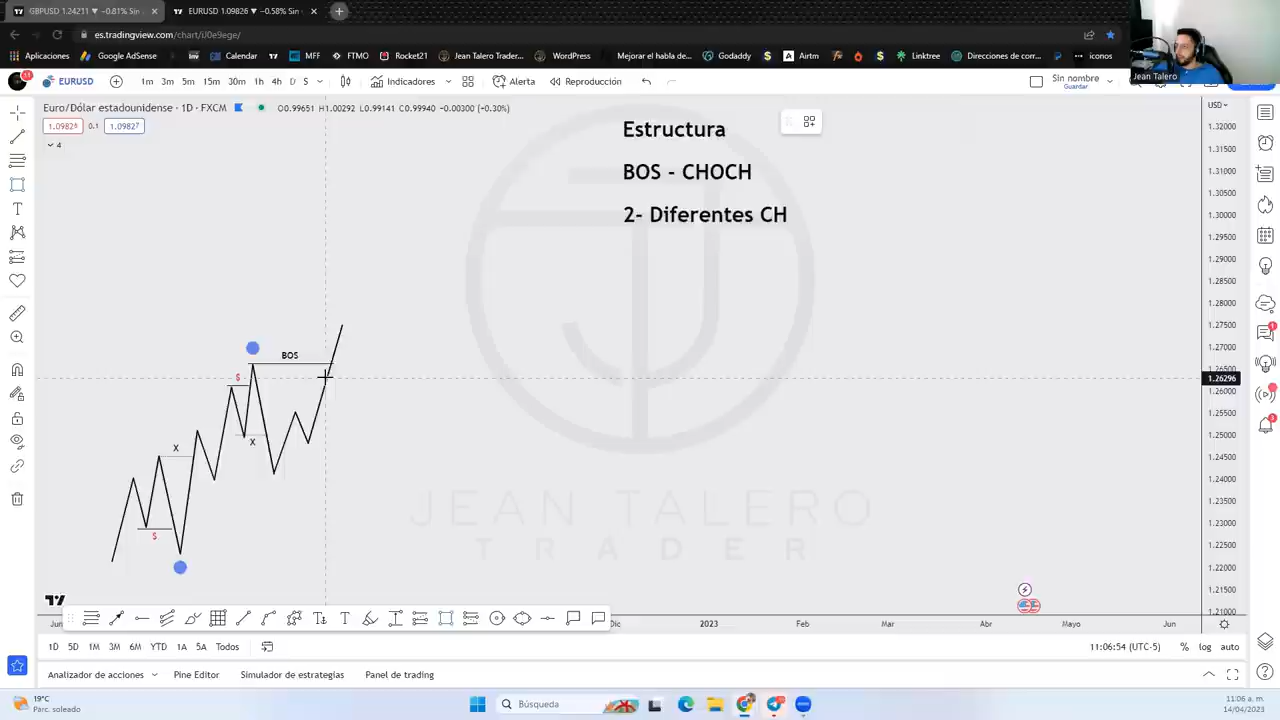 GBPUSD 1.24211 ▼ −0.81% Sin
EURUSD 1.09826 ▼ −0.58% Sin
es.tradingview.com/chart/iJ0e9ege/
Aplicaciones
Google AdSense
Calendar
MFF
FTMO
Rocket21
Jean Talero Trader...
WordPress
Mejorar el habla de...
Godaddy
Airtm
Linktree
Direcciones de corr...
iconos
Jean Talero
EURUSD
1m 3m 5m 15m 30m 1h 4h D S
Indicadores
Alerta
Reproducción
Sin nombre
Guardar
Euro/Dólar estadounidense · 1D · FXCM
O0.99651 H1.00292 L0.99141 C0.99940 −0.00300 (−0.30%)
1.09826 0.1 1.09827
4
USD
Estructura
BOS - CHOCH
2- Diferentes CH
BOS
$
X
X
$
JEAN TALERO
TRADER
1.32000
1.31500
1.31000
1.30500
1.30000
1.29500
1.29000
1.28500
1.28000
1.27500
1.27000
1.26500
1.26296
1.26000
1.25500
1.25000
1.24500
1.24000
1.23500
1.23000
1.22500
1.22000
1.21500
1.21000
Dic 2023 Feb Mar Abr Mayo Jun
1D 5D 1M 3M 6M YTD 1A 5A Todos
11:06:54 (UTC-5) % log auto
Analizador de acciones
Pine Editor
Simulador de estrategias
Panel de trading
19°C
Parc. soleado
Búsqueda
11:06 a. m.
14/04/2023